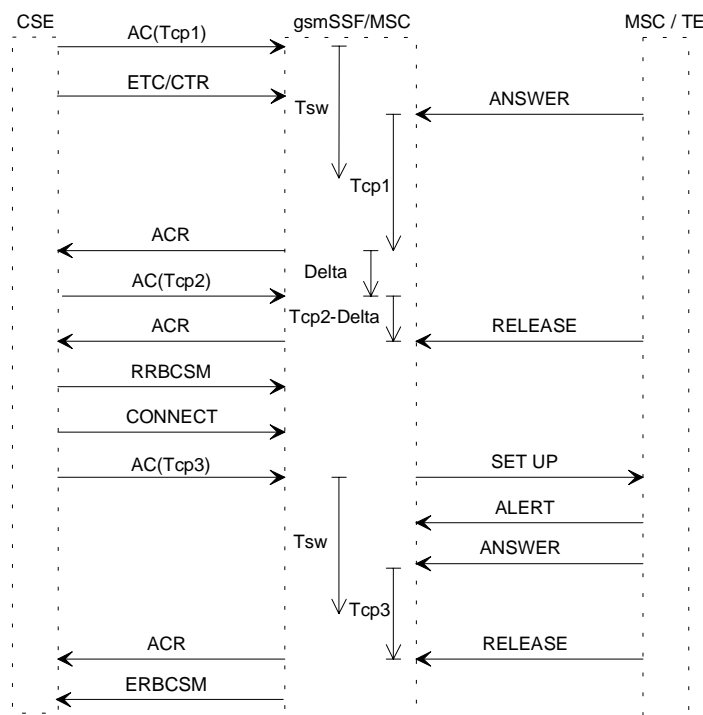 CSE gsmSSF/MSC MSC / TE
AC(Tcp1)
ETC/CTR
ANSWER
Tsw
Tcp1
ACR
Delta
AC(Tcp2)
Tcp2-Delta
ACR
RELEASE
RRBCSM
CONNECT
AC(Tcp3)
SET UP
ALERT
Tsw
ANSWER
Tcp3
ACR
RELEASE
ERBCSM